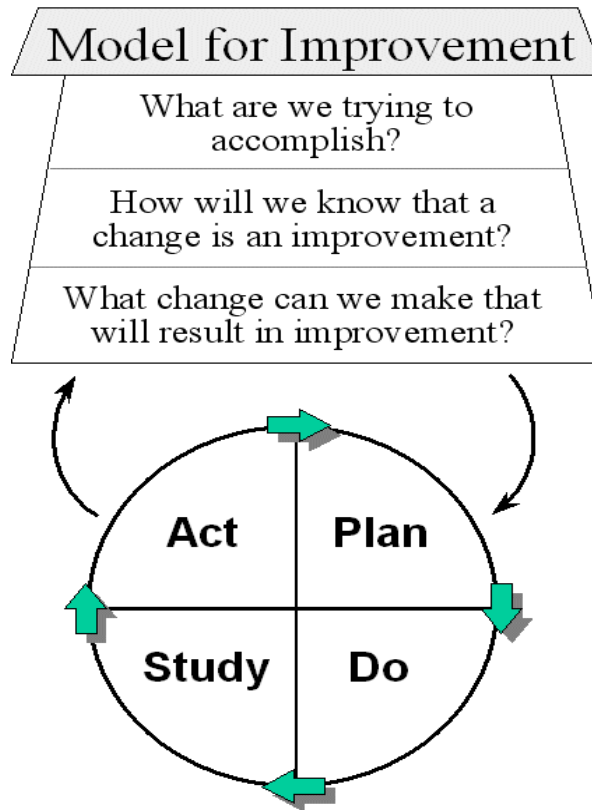 Model for Improvement
What are we trying to
accomplish?
How will we know that a
change is an improvement?
What change can we make that
will result in improvement?
Act
Plan
Study
Do